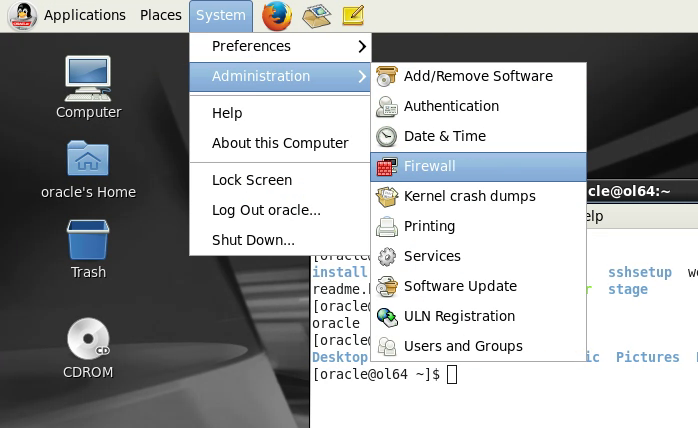 Applications Places System
Preferences
Administration
Help
About this Computer
Lock Screen
Log Out oracle...
Shut Down...
Add/Remove Software
Authentication
Date & Time
Firewall
Kernel crash dumps
Printing
Services
Software Update
ULN Registration
Users and Groups
Computer
oracle's Home
Trash
CDROM
CD
cle@ol64:~
elp
[oracle@
install sshsetup
readme. stage
[oracle@
oracle
[oracle@
Desktop ic Pictures
[oracle@ol64 ~]$